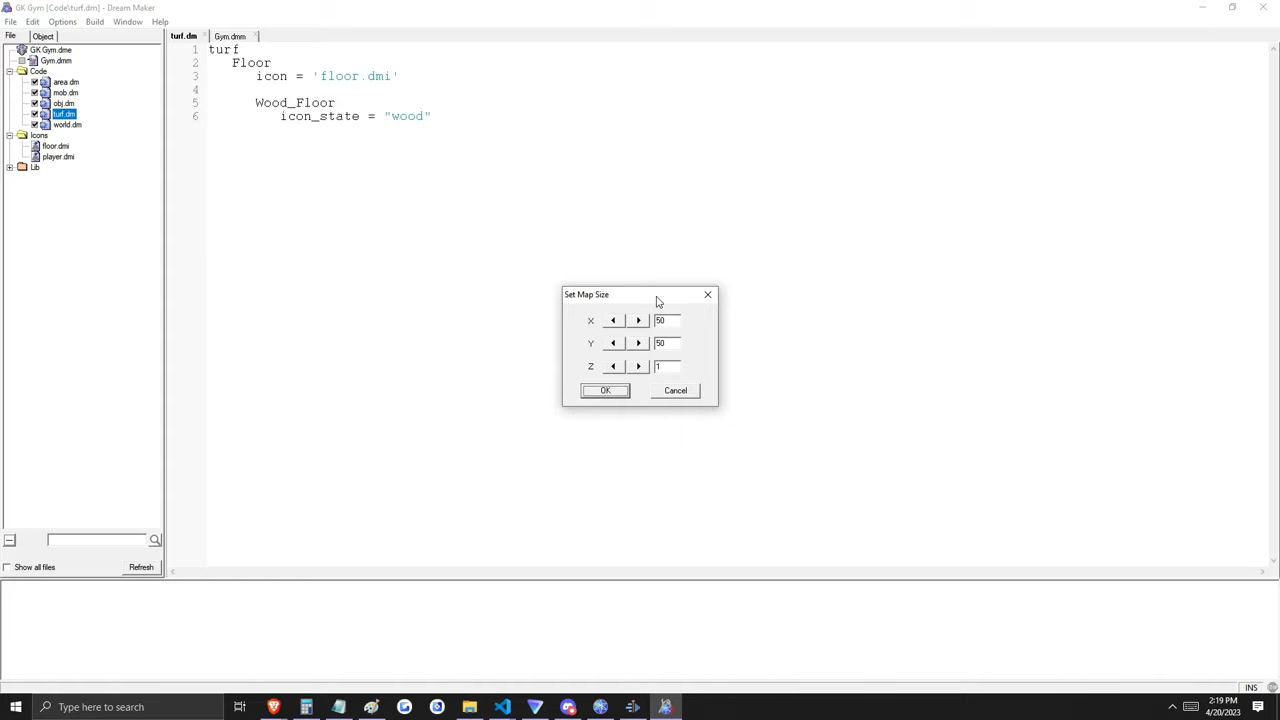 GK Gym [Code\turf.dm] - Dream Maker
File Edit Options Build Window Help
File Object
turf.dm Gym.dmm
GK Gym.dme
Gym.dmm
Code
area.dm
mob.dm
obj.dm
turf.dm
world.dm
Icons
floor.dmi
player.dmi
Lib
1 turf
2 Floor
3 icon = 'floor.dmi'
4
5 Wood_Floor
6 icon_state = "wood"
Set Map Size
X 50
Y 50
Z 1
OK Cancel
Show all files Refresh
INS
Type here to search
2:19 PM
4/20/2023